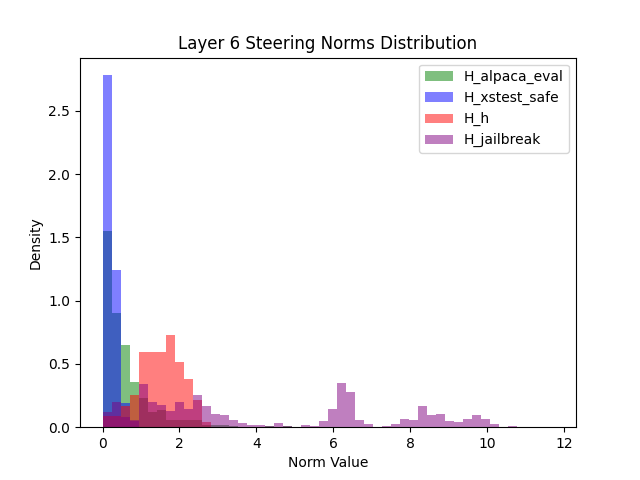 Layer 6 Steering Norms Distribution
H_alpaca_eval
H_xstest_safe
H_h
H_jailbreak
Density
2.5
2.0
1.5
1.0
0.5
0.0
0 2 4 6 8 10 12
Norm Value